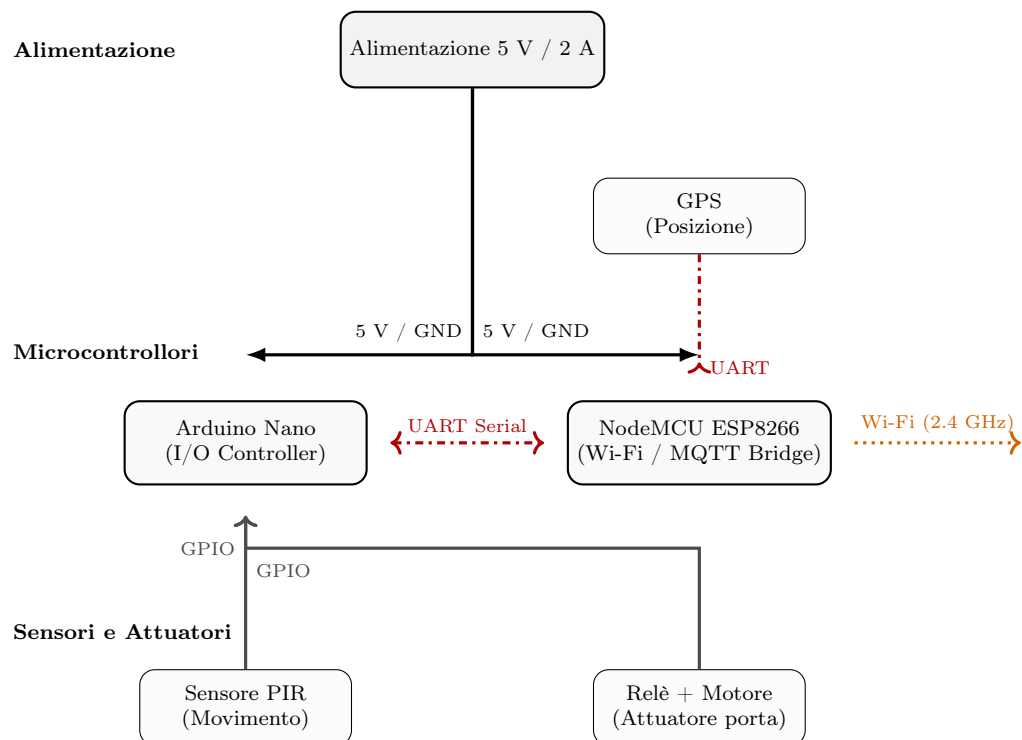 Alimentazione
Alimentazione 5 V / 2 A
GPS
(Posizione)
5 V / GND
5 V / GND
Microcontrollori
UART
Arduino Nano
(I/O Controller)
UART Serial
NodeMCU ESP8266
(Wi-Fi / MQTT Bridge)
Wi-Fi (2.4 GHz)
GPIO
GPIO
Sensori e Attuatori
Sensore PIR
(Movimento)
Relè + Motore
(Attuatore porta)